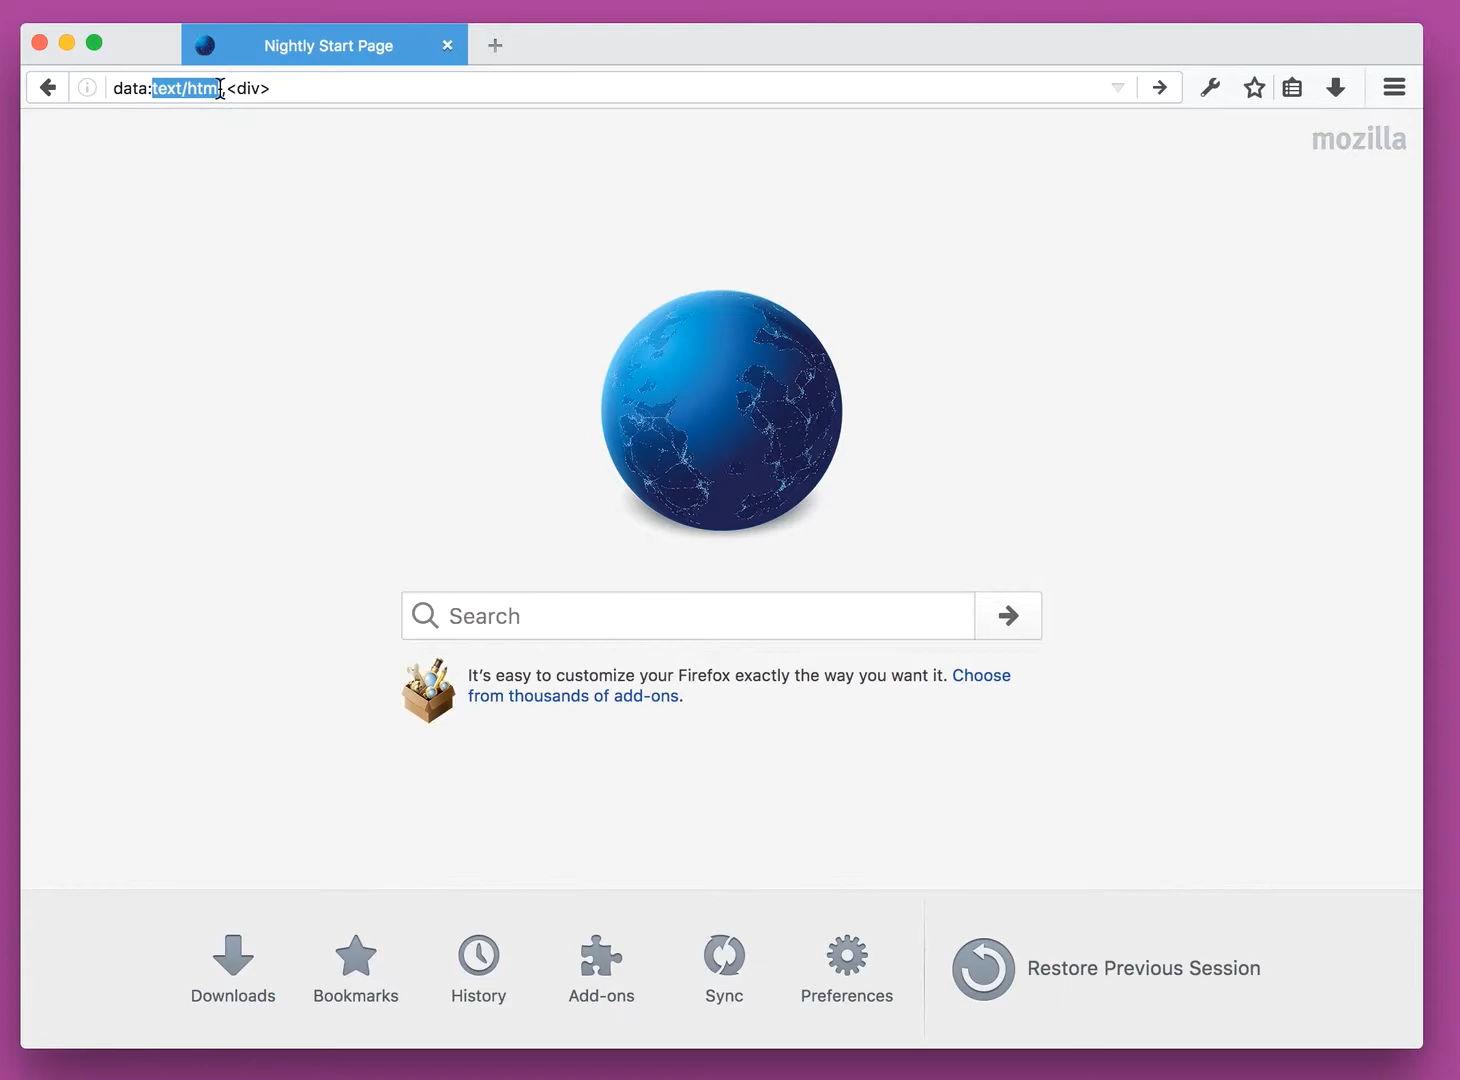 Nightly Start Page
data:text/html,<div>
mozilla
Search
It's easy to customize your Firefox exactly the way you want it. Choose
from thousands of add-ons.
Downloads
Bookmarks
History
Add-ons
Sync
Preferences
Restore Previous Session